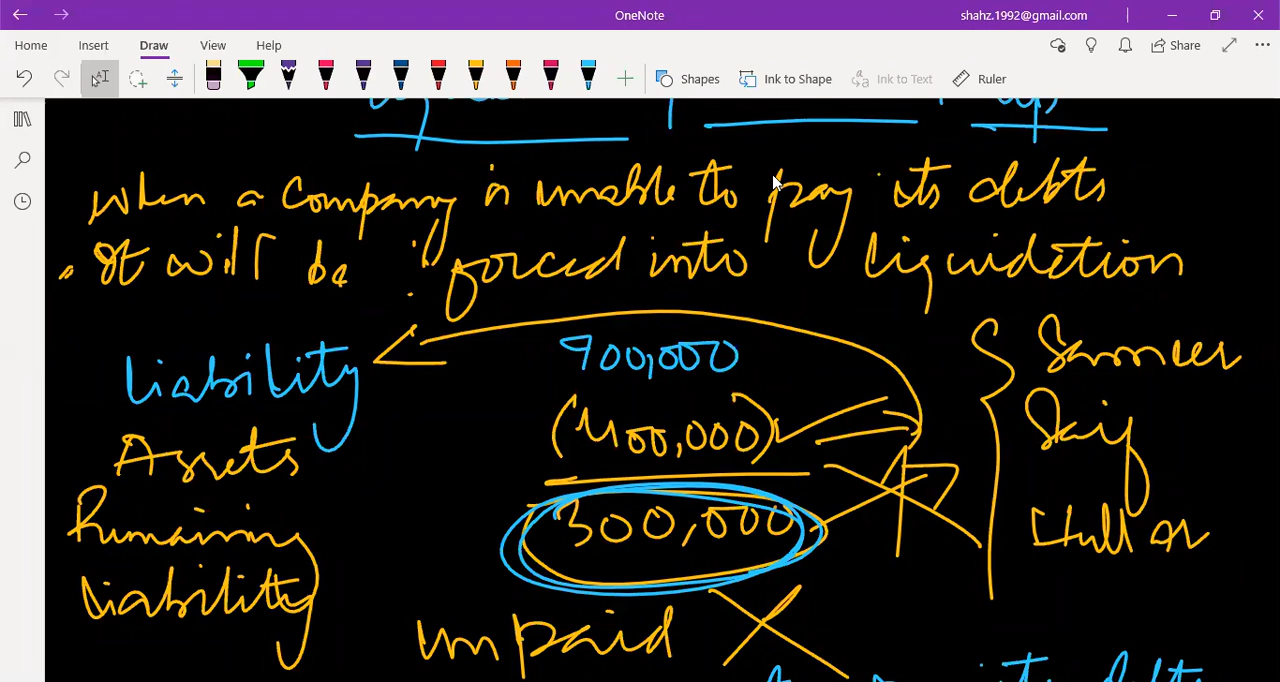 OneNote
shahz.1992@gmail.com
Home Insert Draw View Help
Share
Shapes Ink to Shape Ink to Text Ruler
When a Company is unable to pay its debts
It will be forced into liquidation
Liability 900,000
Assets (400,000)
Remaining 300,000
Liability
unpaid
Saif
debts